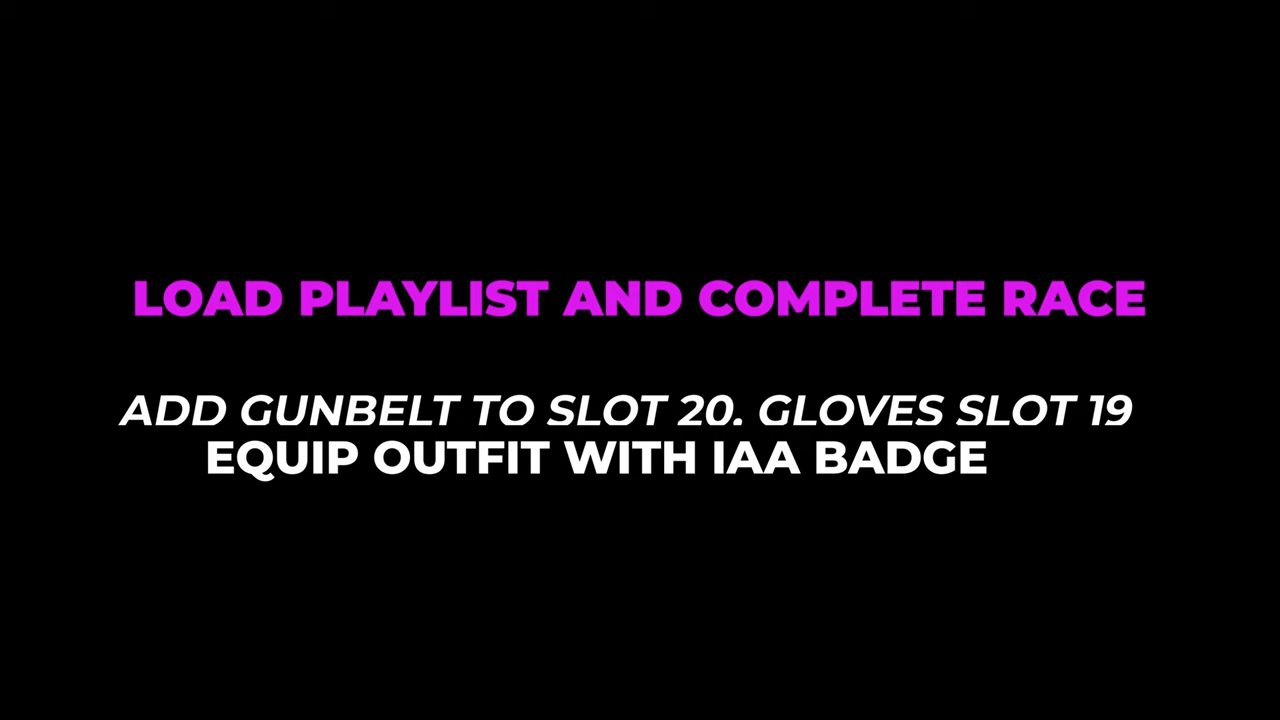 LOAD PLAYLIST AND COMPLETE RACE
ADD GUNBELT TO SLOT 20. GLOVES SLOT 19
EQUIP OUTFIT WITH IAA BADGE